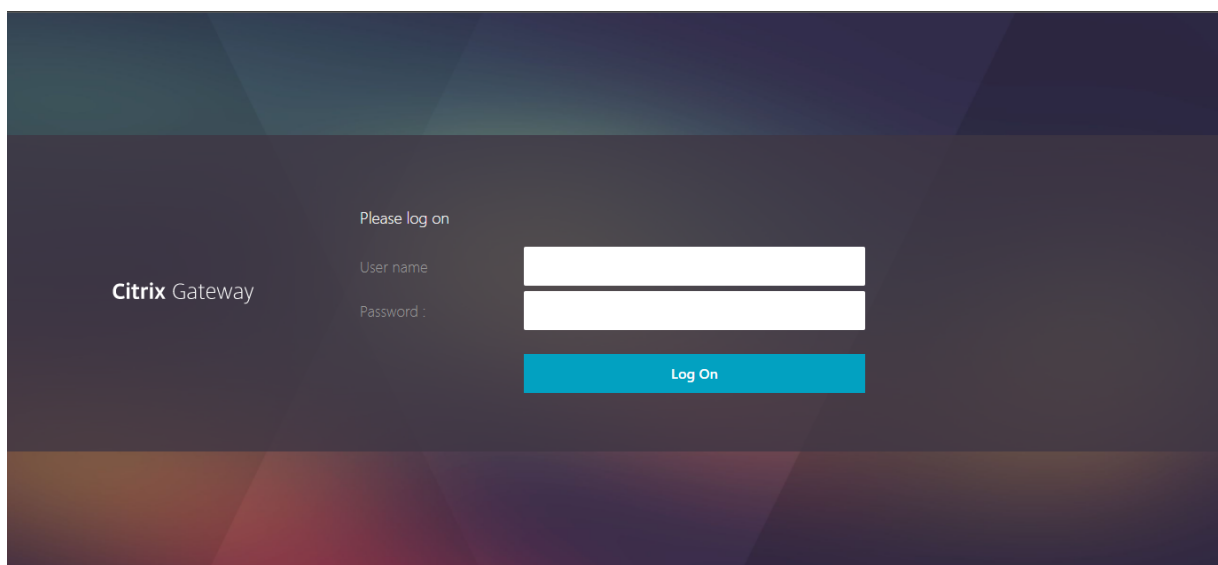 Please log on
User name
Citrix Gateway
Password :
Log On